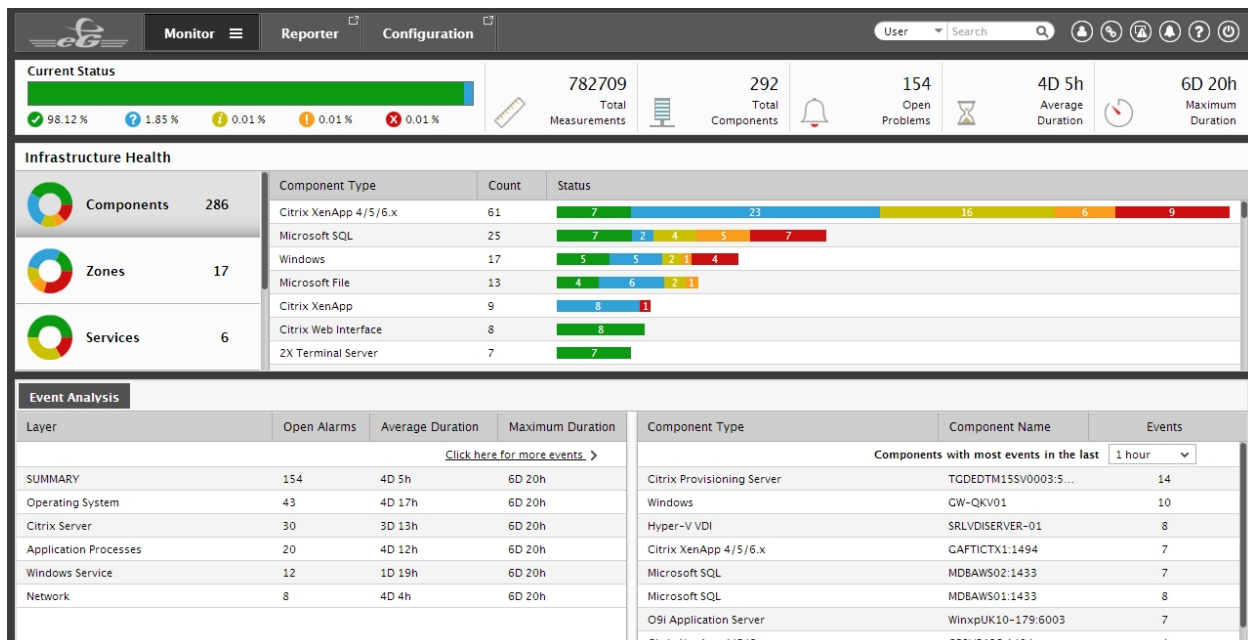 eG Monitor Reporter Configuration User Search
Current Status
98.12 % 1.85 % 0.01 % 0.01 % 0.01 %
782709
Total
Measurements
292
Total
Components
154
Open
Problems
4D 5h
Average
Duration
6D 20h
Maximum
Duration
Infrastructure Health
Components 286
Zones 17
Services 6
Component Type Count Status
Citrix XenApp 4/5/6.x 61 7 23 16 6 9
Microsoft SQL 25 7 2 4 5 7
Windows 17 5 5 2 1 4
Microsoft File 13 4 6 2 1
Citrix XenApp 9 8 1
Citrix Web Interface 8 8
2X Terminal Server 7 7
Event Analysis
Layer Open Alarms Average Duration Maximum Duration
Click here for more events >
SUMMARY 154 4D 5h 6D 20h
Operating System 43 4D 17h 6D 20h
Citrix Server 30 3D 13h 6D 20h
Application Processes 20 4D 12h 6D 20h
Windows Service 12 1D 19h 6D 20h
Network 8 4D 4h 6D 20h
Component Type Component Name Events
Components with most events in the last 1 hour
Citrix Provisioning Server TGDEDTM15SV0003:5... 14
Windows GW-QKV01 10
Hyper-V VDI SRLVDISERVER-01 8
Citrix XenApp 4/5/6.x GAFTICTX1:1494 7
Microsoft SQL MDBAWS02:1433 7
Microsoft SQL MDBAWS01:1433 8
O9i Application Server WinxpUK10-179:6003 7